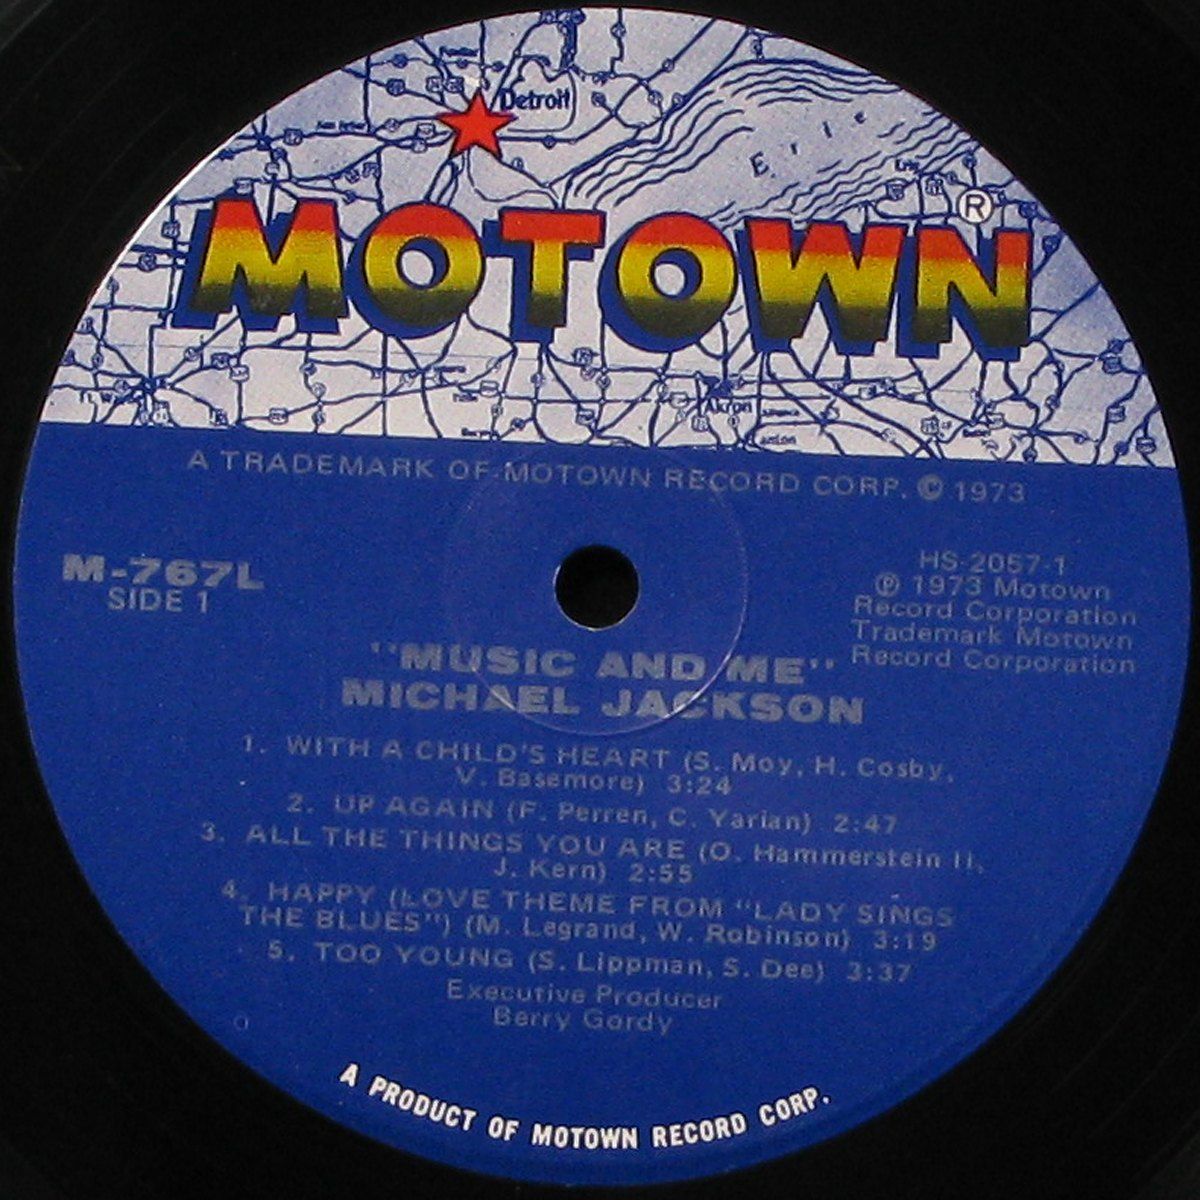 Detroit
Erie
MOTOWN®
Akron
A TRADEMARK OF MOTOWN RECORD CORP. © 1973
M-767L
SIDE 1
HS-2057-1
℗ 1973 Motown
Record Corporation
Trademark Motown
Record Corporation
"MUSIC AND ME"
MICHAEL JACKSON
1. WITH A CHILD'S HEART (S. Moy, H. Cosby,
V. Basemore) 3:24
2. UP AGAIN (F. Perren, C. Yarian) 2:47
3. ALL THE THINGS YOU ARE (O. Hammerstein II,
J. Kern) 2:55
4. HAPPY (LOVE THEME FROM "LADY SINGS
THE BLUES") (M. Legrand, W. Robinson) 3:19
5. TOO YOUNG (S. Lippman, S. Dee) 3:37
Executive Producer
Berry Gordy
A PRODUCT OF MOTOWN RECORD CORP.